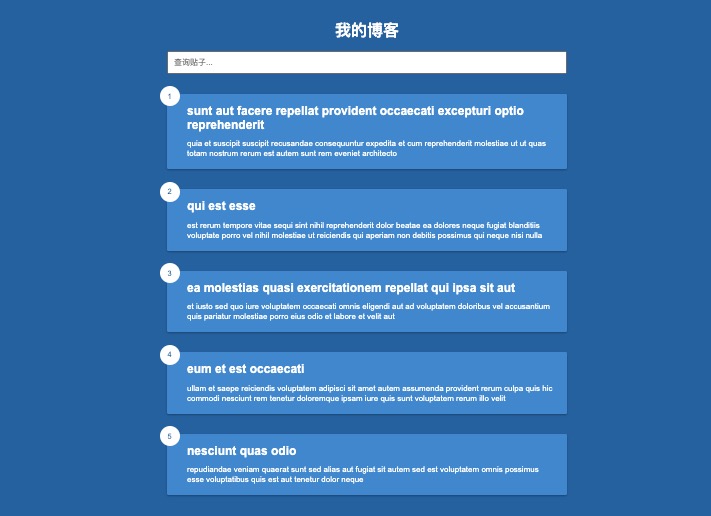 我的博客
查询贴子...
1
sunt aut facere repellat provident occaecati excepturi optio
reprehenderit
quia et suscipit suscipit recusandae consequuntur expedita et cum reprehenderit molestiae ut ut quas
totam nostrum rerum est autem sunt rem eveniet architecto
2
qui est esse
est rerum tempore vitae sequi sint nihil reprehenderit dolor beatae ea dolores neque fugiat blanditiis
voluptate porro vel nihil molestiae ut reiciendis qui aperiam non debitis possimus qui neque nisi nulla
3
ea molestias quasi exercitationem repellat qui ipsa sit aut
et iusto sed quo iure voluptatem occaecati omnis eligendi aut ad voluptatem doloribus vel accusantium
quis pariatur molestiae porro eius odio et labore et velit aut
4
eum et est occaecati
ullam et saepe reiciendis voluptatem adipisci sit amet autem assumenda provident rerum culpa quis hic
commodi nesciunt rem tenetur doloremque ipsam iure quis sunt voluptatem rerum illo velit
5
nesciunt quas odio
repudiandae veniam quaerat sunt sed alias aut fugiat sit autem sed est voluptatem omnis possimus
esse voluptatibus quis est aut tenetur dolor neque